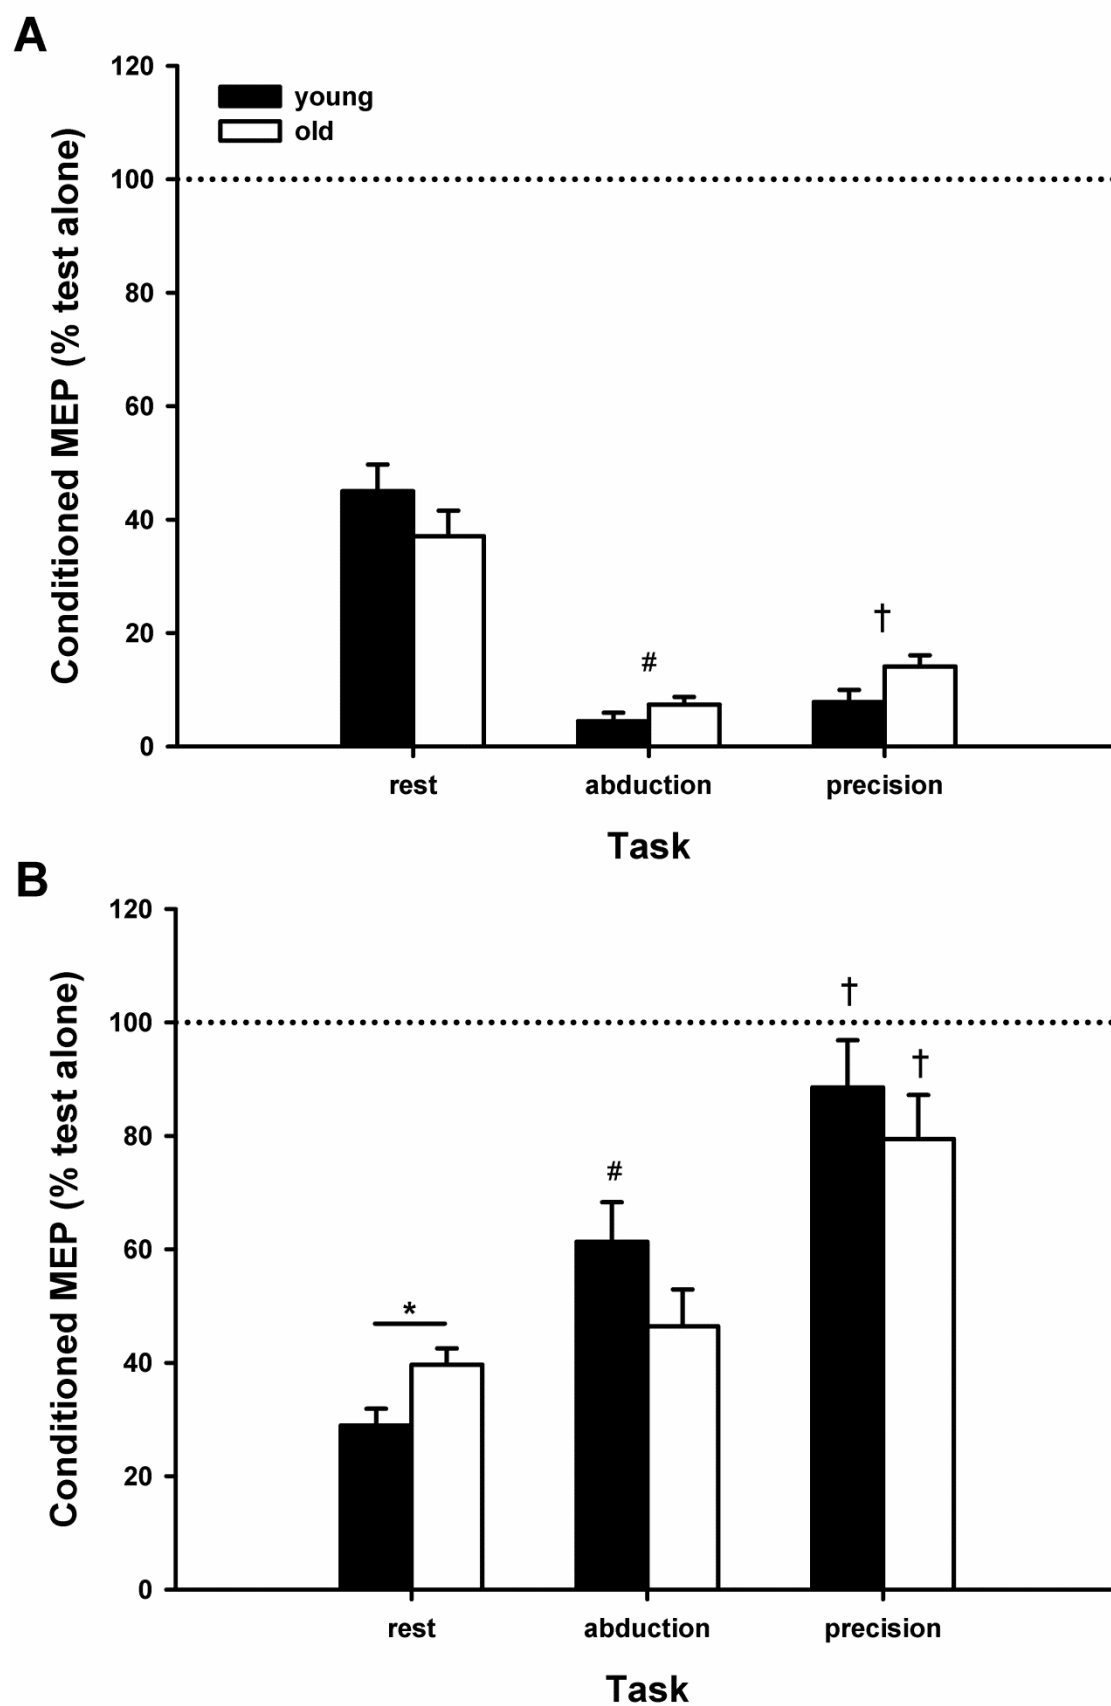 A
120
100
80
60
40
20
0
Conditioned MEP (% test alone)
young
old
#
†
rest abduction precision
Task
B
120
100
80
60
40
20
0
Conditioned MEP (% test alone)
*
#
†
†
rest abduction precision
Task